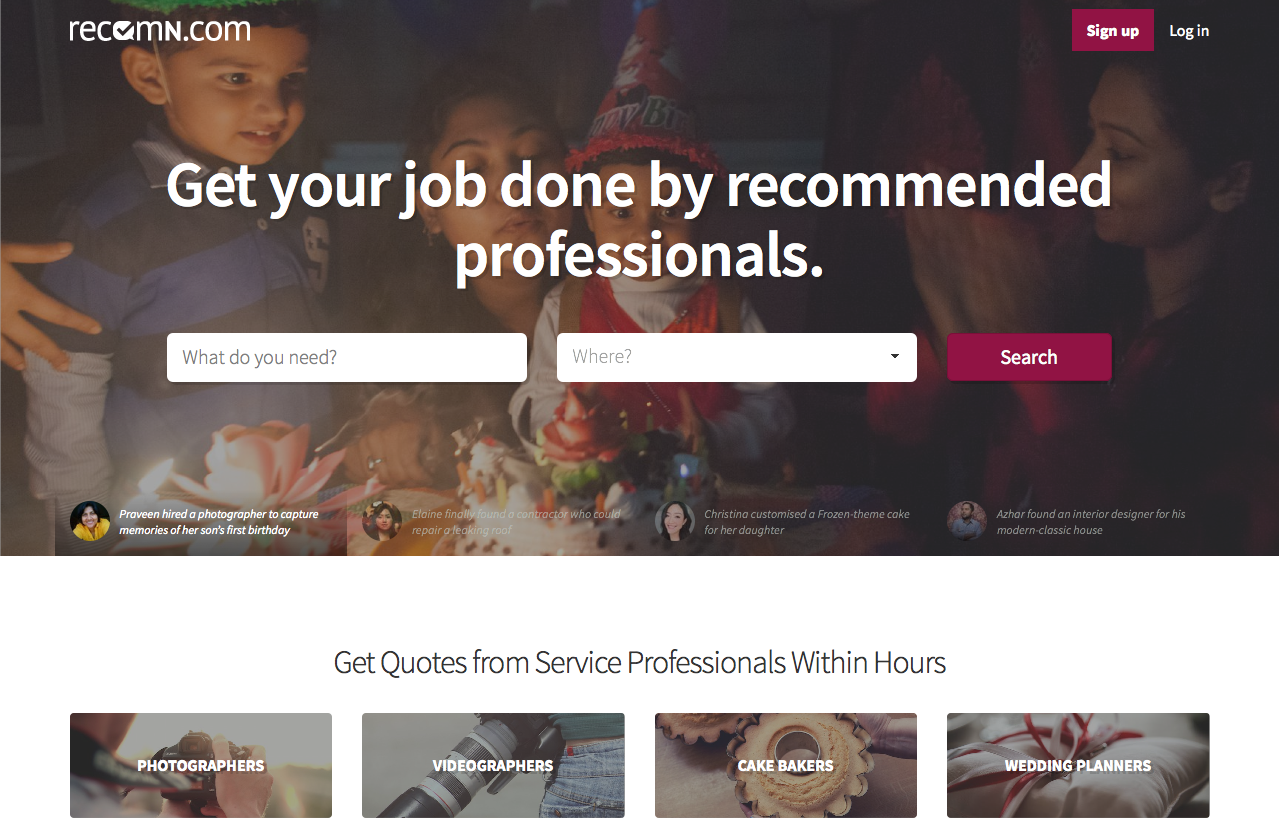 recomN.com
Sign up
Log in
Get your job done by recommended
professionals.
What do you need?
Where?
Search
Praveen hired a photographer to capture
memories of her son's first birthday
Elaine finally found a contractor who could
repair a leaking roof
Christina customised a Frozen-theme cake
for her daughter
Azhar found an interior designer for his
modern-classic house
Get Quotes from Service Professionals Within Hours
PHOTOGRAPHERS
VIDEOGRAPHERS
CAKE BAKERS
WEDDING PLANNERS